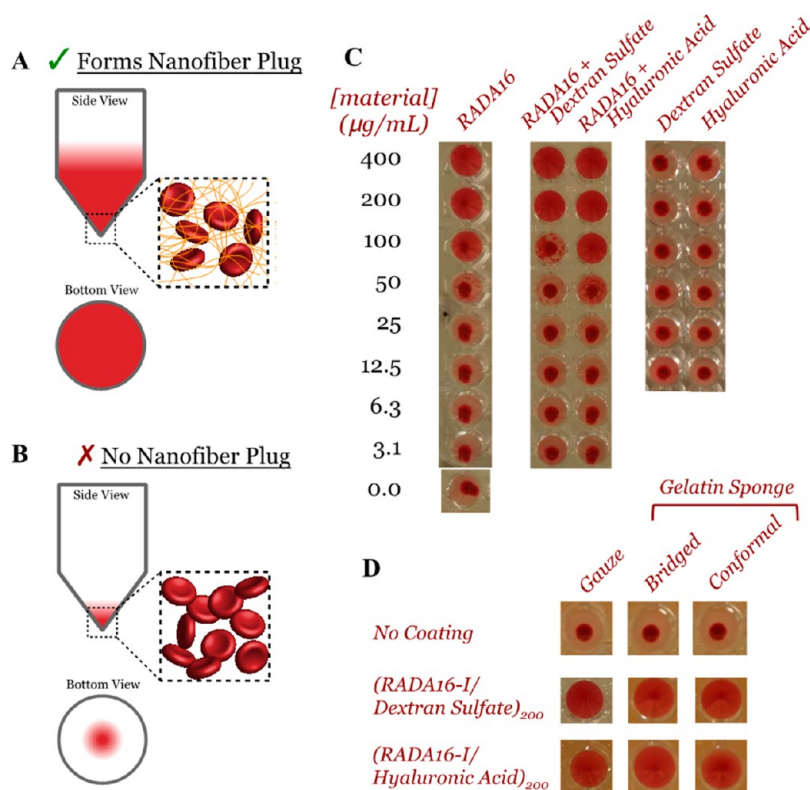 A ✓ Forms Nanofiber Plug
Side View
Bottom View
B ✗ No Nanofiber Plug
Side View
Bottom View
C
[material]
(μg/mL)
RADA16
RADA16 +
Dextran Sulfate
RADA16 +
Hyaluronic Acid
Dextran Sulfate
Hyaluronic Acid
400
200
100
50
25
12.5
6.3
3.1
0.0
D
Gelatin Sponge
Gauze
Bridged
Conformal
No Coating
(RADA16-I/
Dextran Sulfate)200
(RADA16-I/
Hyaluronic Acid)200